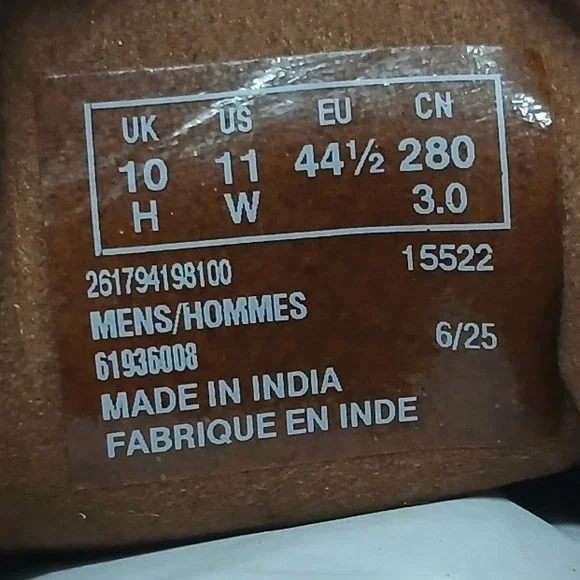 UK US EU CN
10 11 44½ 280
H W 3.0
261794198100 15522
MENS/HOMMES
61936008 6/25
MADE IN INDIA
FABRIQUE EN INDE